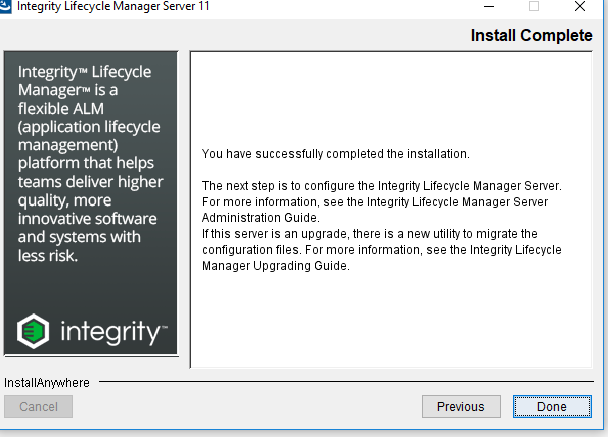 Integrity Lifecycle Manager Server 11
Install Complete
Integrity™ Lifecycle
Manager™ is a
flexible ALM
(application lifecycle
management)
platform that helps
teams deliver higher
quality, more
innovative software
and systems with
less risk.
integrity™
You have successfully completed the installation.
The next step is to configure the Integrity Lifecycle Manager Server.
For more information, see the Integrity Lifecycle Manager Server
Administration Guide.
If this server is an upgrade, there is a new utility to migrate the
configuration files. For more information, see the Integrity Lifecycle
Manager Upgrading Guide.
InstallAnywhere
Cancel
Previous
Done